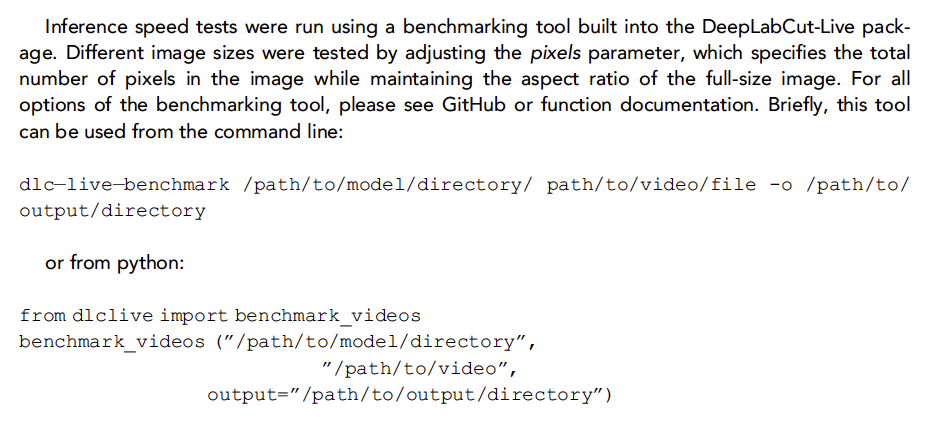 Inference speed tests were run using a benchmarking tool built into the DeepLabCut-Live pack-
age. Different image sizes were tested by adjusting the pixels parameter, which specifies the total
number of pixels in the image while maintaining the aspect ratio of the full-size image. For all
options of the benchmarking tool, please see GitHub or function documentation. Briefly, this tool
can be used from the command line:
dlc–live–benchmark /path/to/model/directory/ path/to/video/file -o /path/to/
output/directory
or from python:
from dlclive import benchmark_videos
benchmark_videos (”/path/to/model/directory”,
”/path/to/video”,
output=”/path/to/output/directory”)